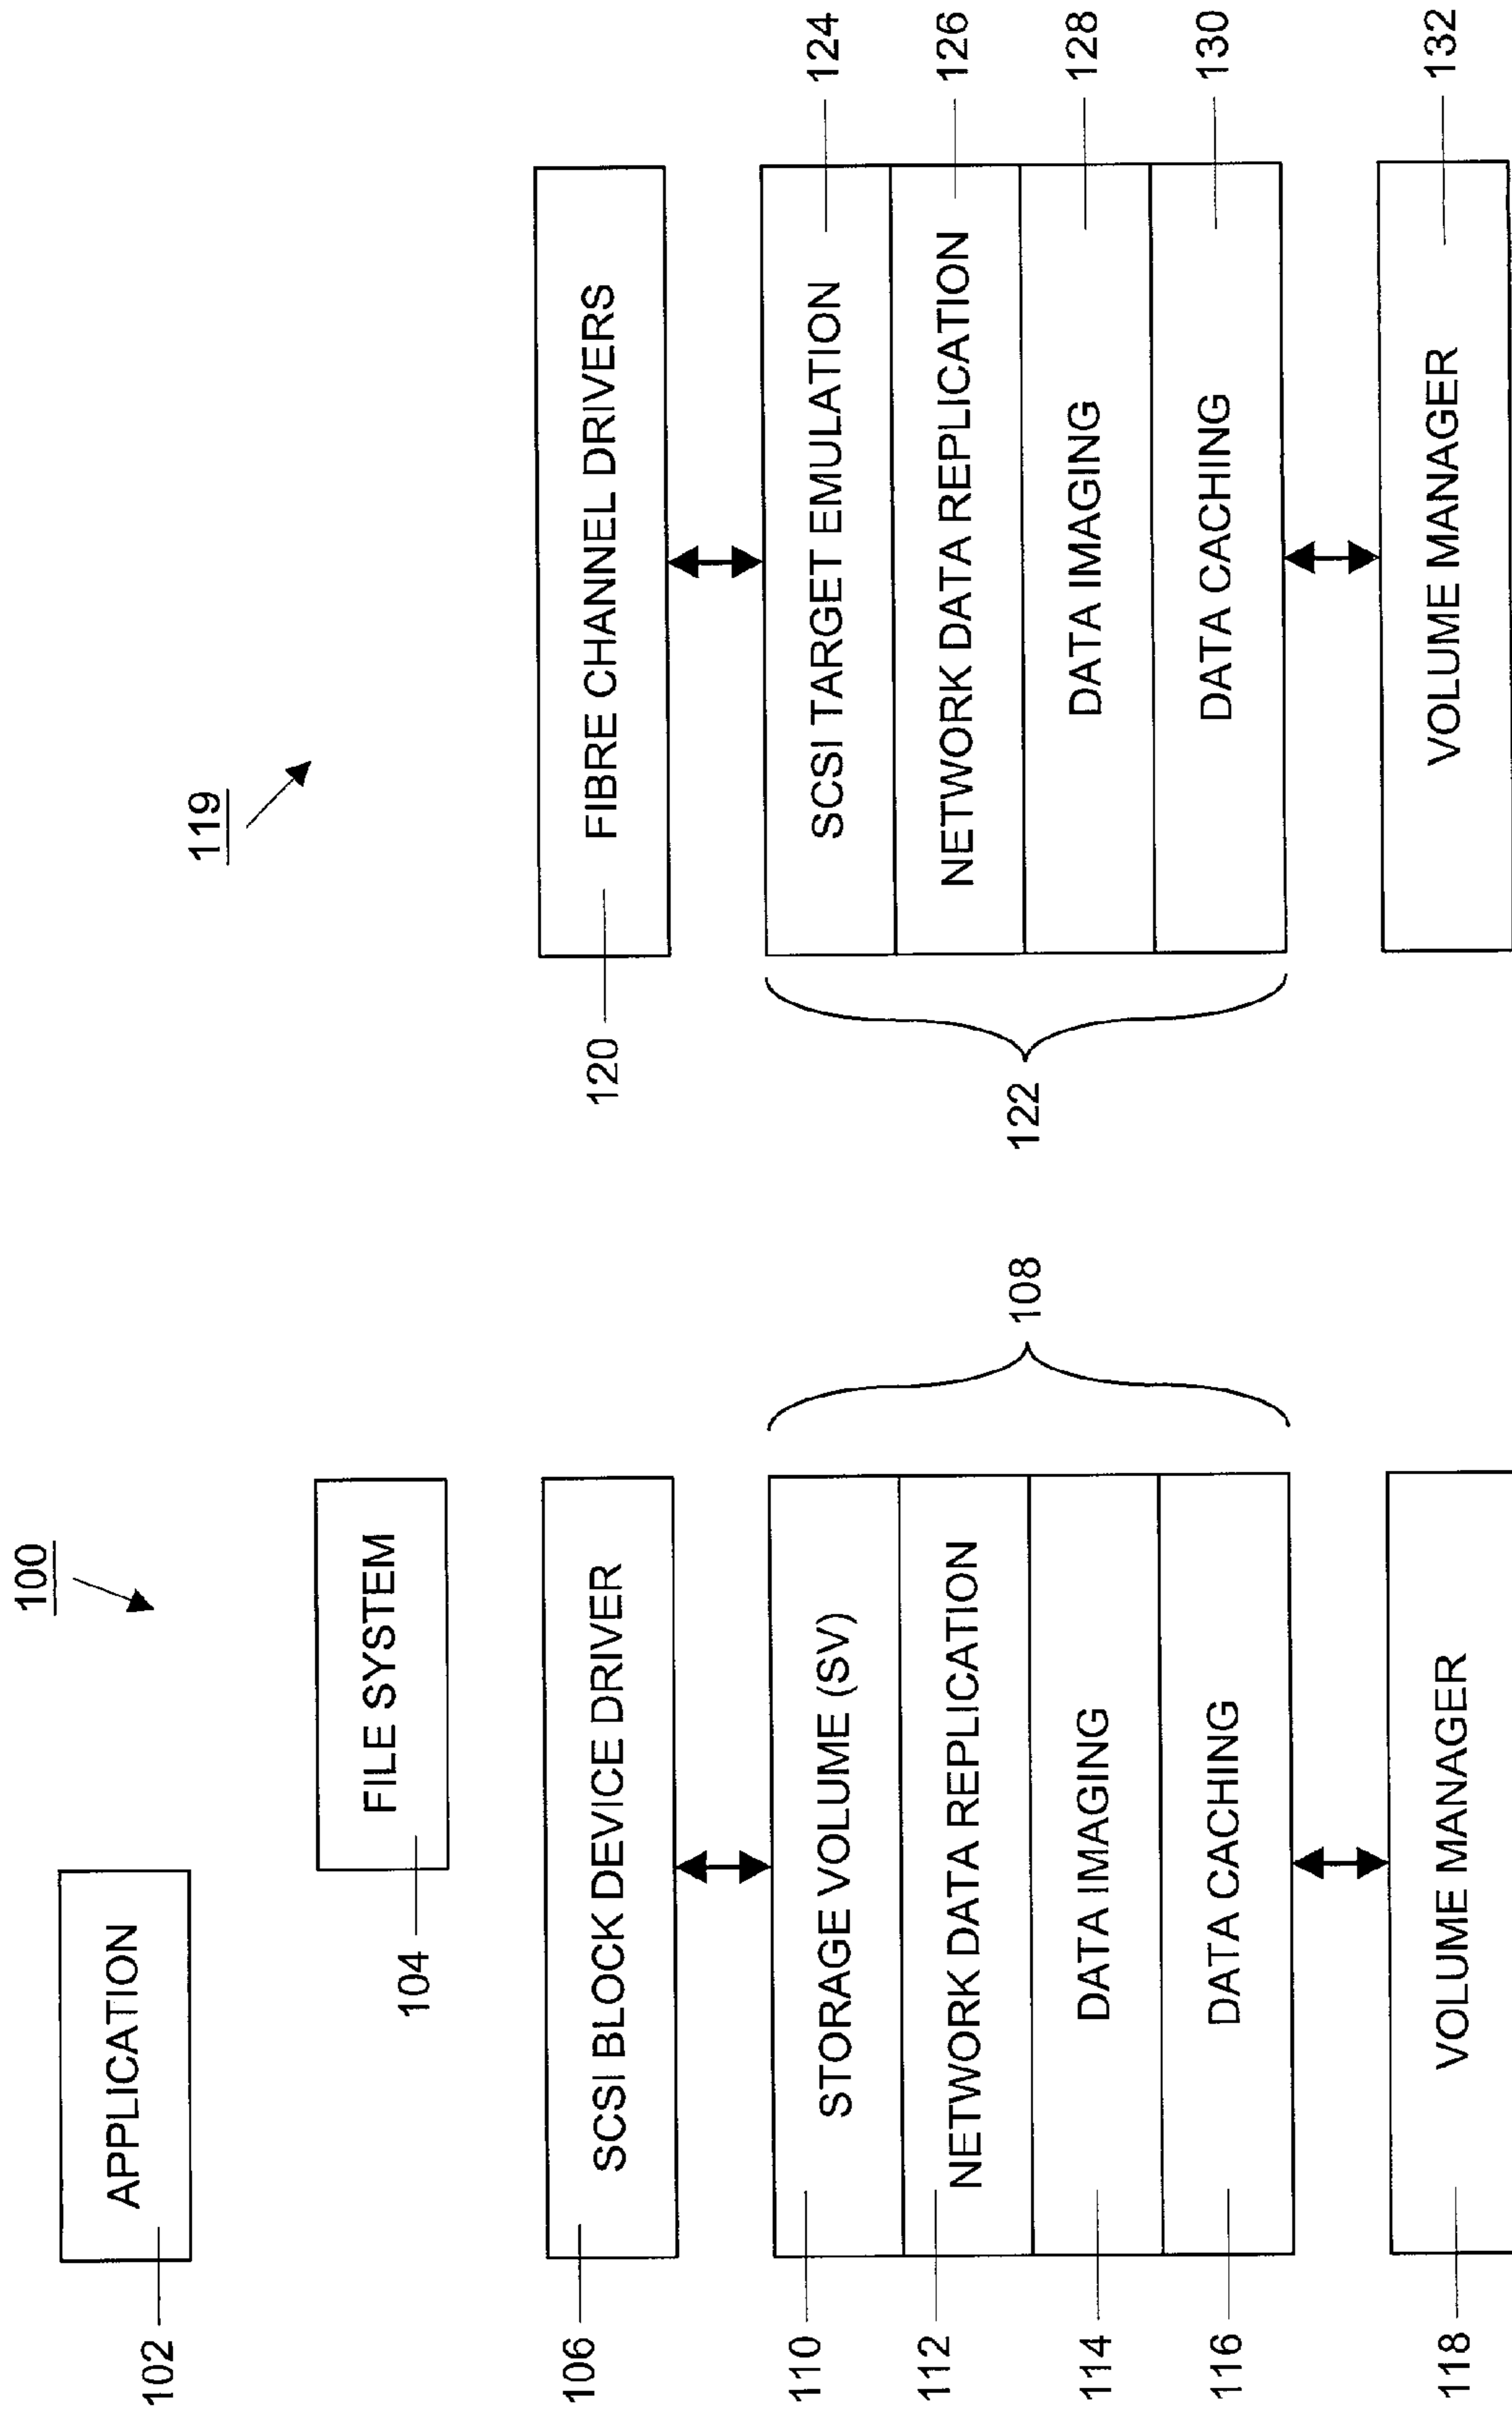 100
APPLICATION
102
FILE SYSTEM
104
SCSI BLOCK DEVICE DRIVER
106
STORAGE VOLUME (SV)
110
NETWORK DATA REPLICATION
112
DATA IMAGING
114
DATA CACHING
116
108
VOLUME MANAGER
118
119
FIBRE CHANNEL DRIVERS
120
SCSI TARGET EMULATION
124
NETWORK DATA REPLICATION
126
DATA IMAGING
128
DATA CACHING
130
122
VOLUME MANAGER
132